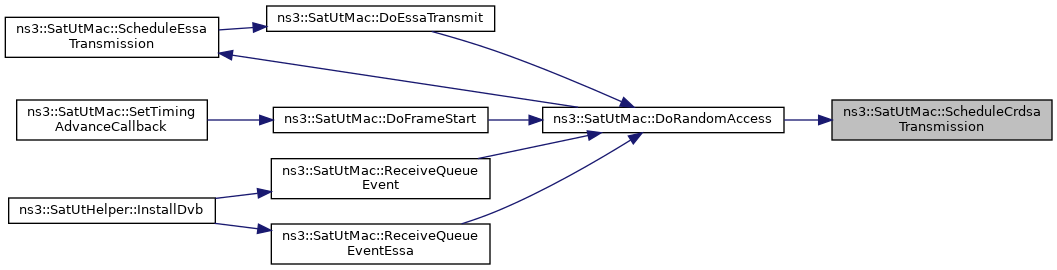 ns3::SatUtMac::ScheduleEssa
Transmission
ns3::SatUtMac::DoEssaTransmit
ns3::SatUtMac::SetTiming
AdvanceCallback
ns3::SatUtMac::DoFrameStart
ns3::SatUtMac::DoRandomAccess
ns3::SatUtMac::ScheduleCrdsa
Transmission
ns3::SatUtMac::ReceiveQueue
Event
ns3::SatUtHelper::InstallDvb
ns3::SatUtMac::ReceiveQueue
EventEssa